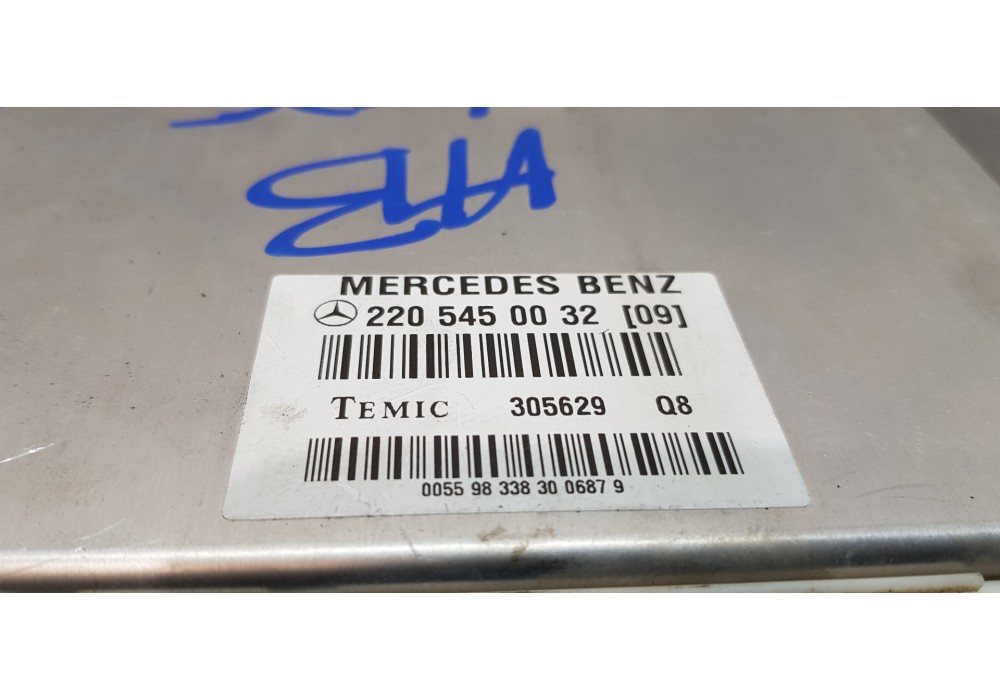 MERCEDES BENZ
220 545 00 32 [09]
TEMIC 305629 Q8
0055 98 338 30 0687 9